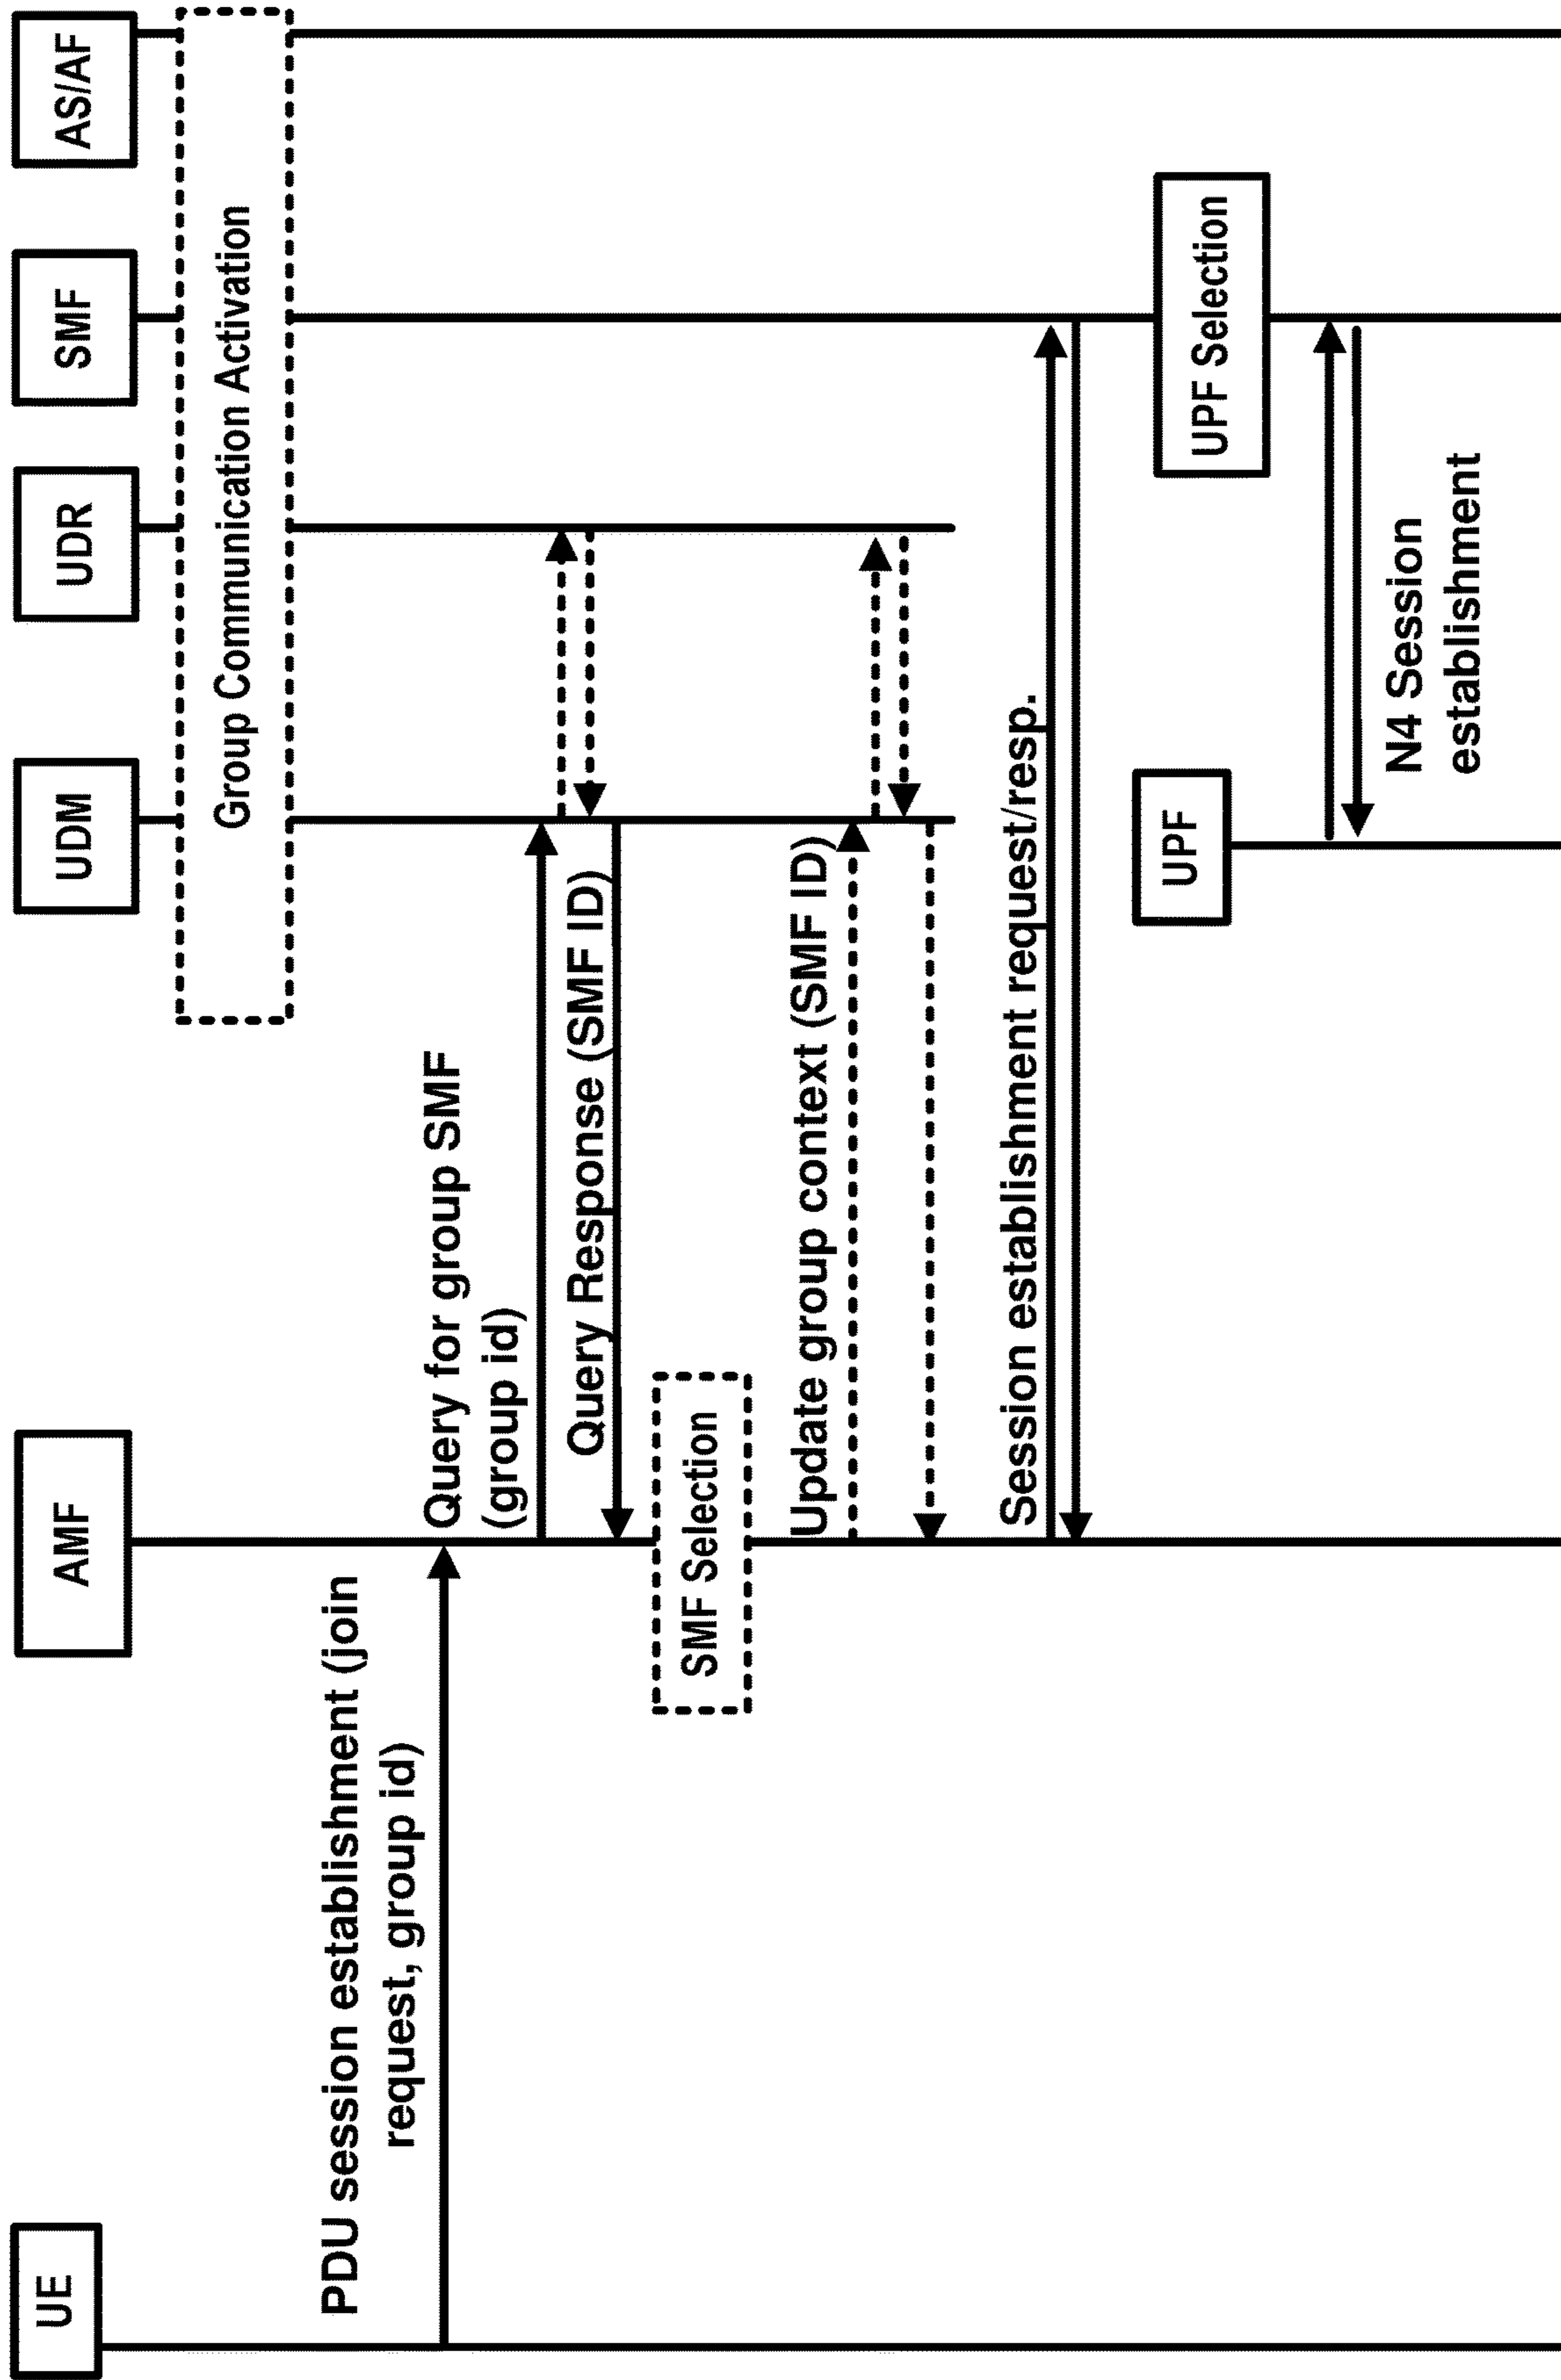 UE
AMF
UDM
UDR
SMF
AS/AF
Group Communication Activation
PDU session establishment (join
request, group id)
Query for group SMF
(group id)
Query Response (SMF ID)
SMF Selection
Update group context (SMF ID)
Session establishment request/resp.
UPF
UPF Selection
N4 Session
establishment